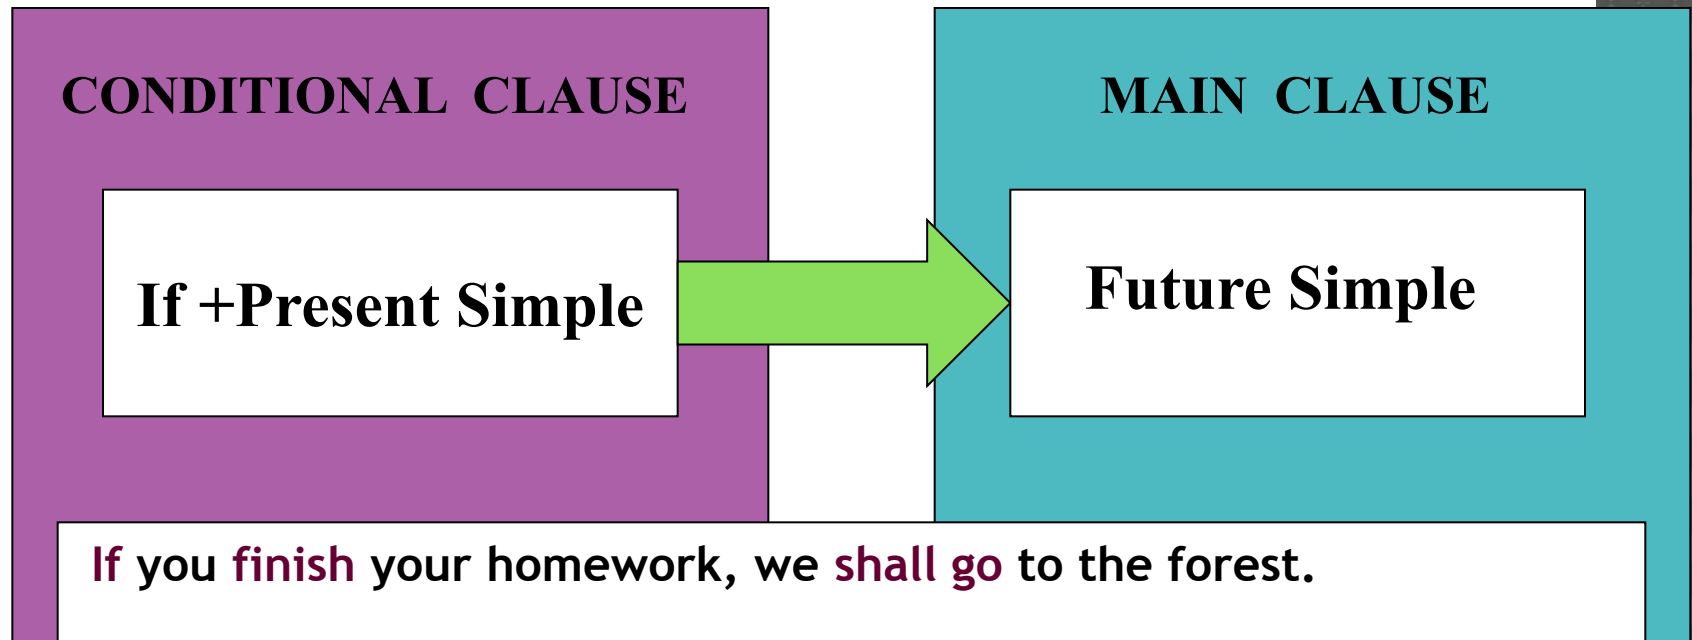 CONDITIONAL CLAUSE
MAIN CLAUSE
If +Present Simple
Future Simple
If you finish your homework, we shall go to the forest.